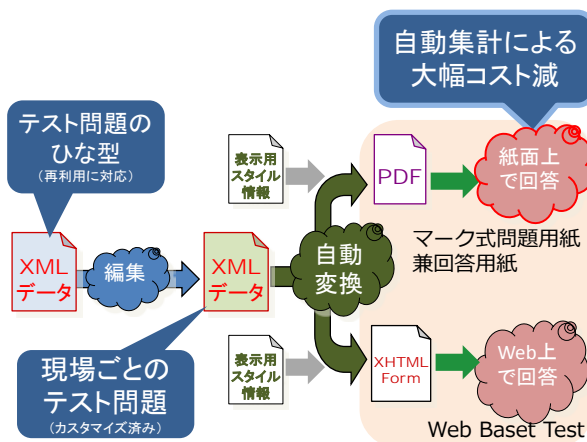 自動集計による
大幅コスト減
テスト問題の
ひな型
（再利用に対応）
表示用
スタイル
情報
PDF
紙面上
で回答
マーク式問題用紙
兼回答用紙
XML
データ
編集
XML
データ
自動
変換
現場ごとの
テスト問題
（カスタマイズ済み）
表示用
スタイル
情報
XHTML
Form
Web上
で回答
Web Baset Test